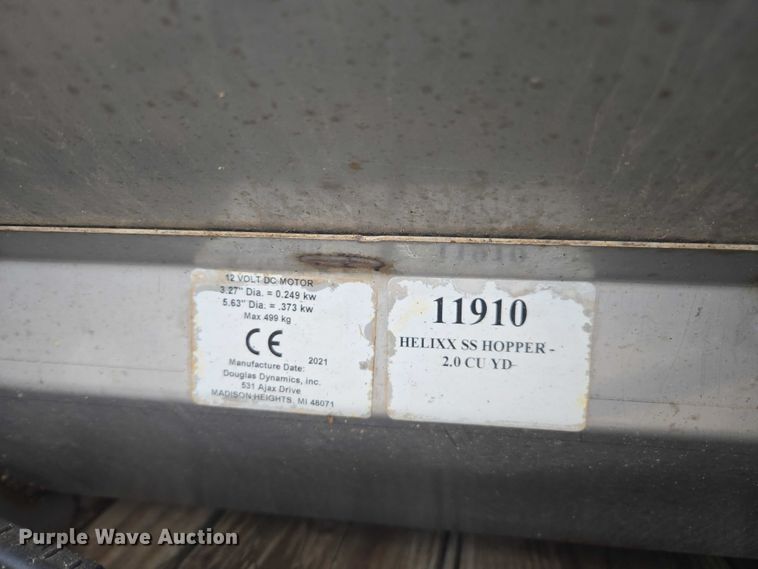 12 VOLT DC MOTOR
3.27" Dia. = 0.249 kw
5.63" Dia. = .373 kw
Max 499 kg
CE
2021
Manufacture Date:
Douglas Dynamics, Inc.
531 Ajax Drive
MADISON HEIGHTS, MI 48071
11910
HELIXX SS HOPPER -
2.0 CU YD
Purple Wave Auction